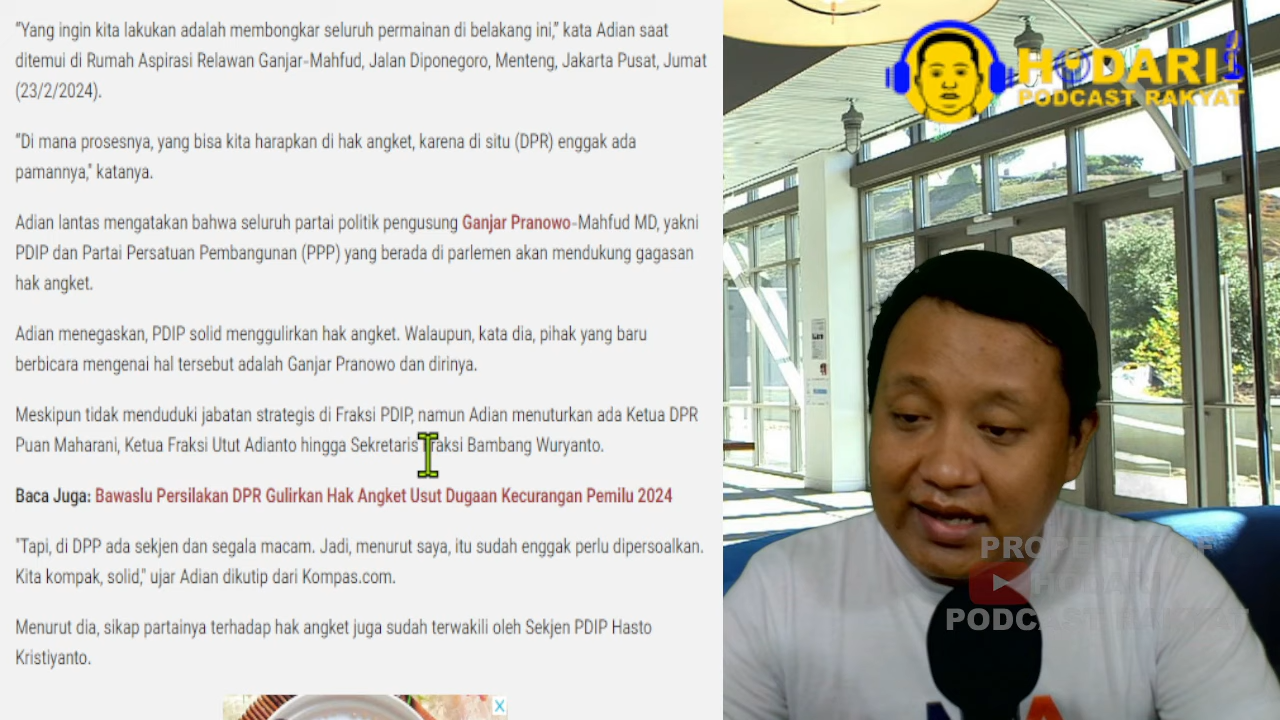 "Yang ingin kita lakukan adalah membongkar seluruh permainan di belakang ini," kata Adian saat
ditemui di Rumah Aspirasi Relawan Ganjar-Mahfud, Jalan Diponegoro, Menteng, Jakarta Pusat, Jumat
(23/2/2024).
"Di mana prosesnya, yang bisa kita harapkan di hak angket, karena di situ (DPR) enggak ada
pamannya," katanya.
Adian lantas mengatakan bahwa seluruh partai politik pengusung Ganjar Pranowo-Mahfud MD, yakni
PDIP dan Partai Persatuan Pembangunan (PPP) yang berada di parlemen akan mendukung gagasan
hak angket.
Adian menegaskan, PDIP solid menggulirkan hak angket. Walaupun, kata dia, pihak yang baru
berbicara mengenai hal tersebut adalah Ganjar Pranowo dan dirinya.
Meskipun tidak menduduki jabatan strategis di Fraksi PDIP, namun Adian menuturkan ada Ketua DPR
Puan Maharani, Ketua Fraksi Utut Adianto hingga Sekretaris Fraksi Bambang Wuryanto.
Baca Juga: Bawaslu Persilakan DPR Gulirkan Hak Angket Usut Dugaan Kecurangan Pemilu 2024
"Tapi, di DPP ada sekjen dan segala macam. Jadi, menurut saya, itu sudah enggak perlu dipersoalkan.
Kita kompak, solid," ujar Adian dikutip dari Kompas.com.
Menurut dia, sikap partainya terhadap hak angket juga sudah terwakili oleh Sekjen PDIP Hasto
Kristiyanto.
HODARI
PODCAST RAKYAT
PROPERTY OF
HODARI
PODCAST RAKYAT